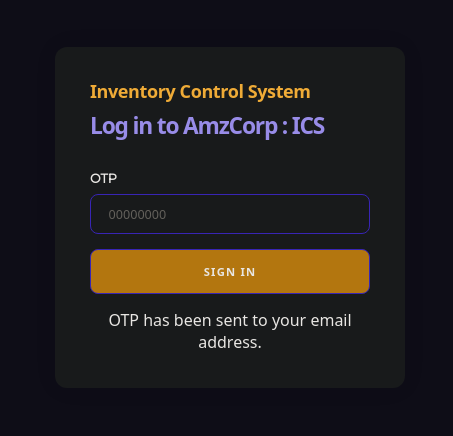 Inventory Control System
Log in to AmzCorp : ICS
OTP
00000000
SIGN IN
OTP has been sent to your email
address.